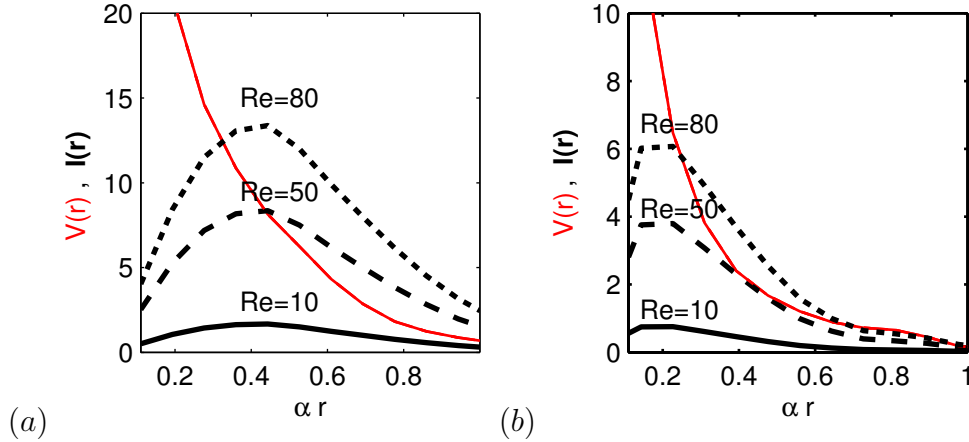 20
15
10
5
0
V(r) , I(r)
Re=80
Re=50
Re=10
0.2 0.4 0.6 0.8
α r
(a)
10
8
6
4
2
0
V(r) , I(r)
Re=80
Re=50
Re=10
0.2 0.4 0.6 0.8 1
α r
(b)